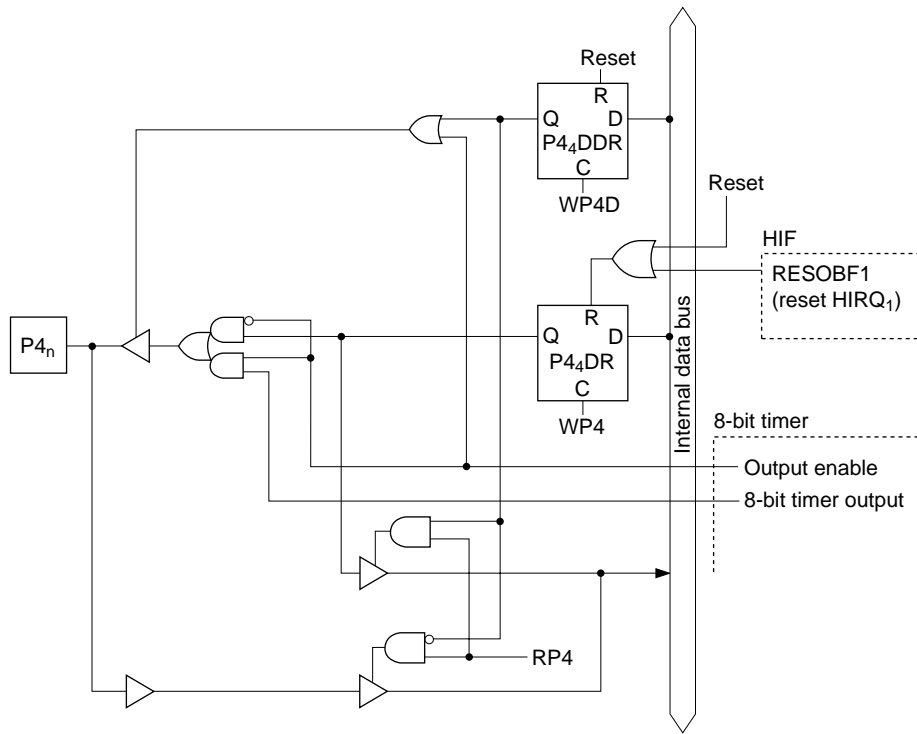 Reset
R
Q D
P4₄DDR
C
WP4D
Reset
HIF
RESOBF1
(reset HIRQ₁)
R
Q D
P4₄DR
C
WP4
P4ₙ
Internal data bus
8-bit timer
Output enable
8-bit timer output
RP4